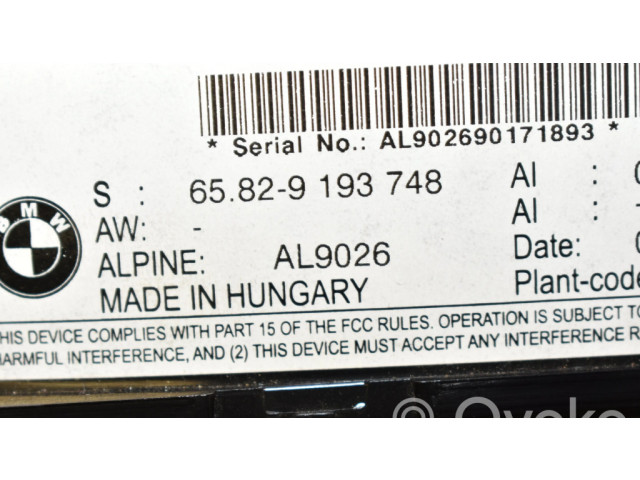 * Serial No.: AL902690171893 *
S : 65.82-9 193 748 AI
AW: - AI
ALPINE: AL9026 Date:
MADE IN HUNGARY Plant-code
THIS DEVICE COMPLIES WITH PART 15 OF THE FCC RULES. OPERATION IS SUBJECT TO
HARMFUL INTERFERENCE, AND (2) THIS DEVICE MUST ACCEPT ANY INTERFERENCE
BMW
© Ovoko